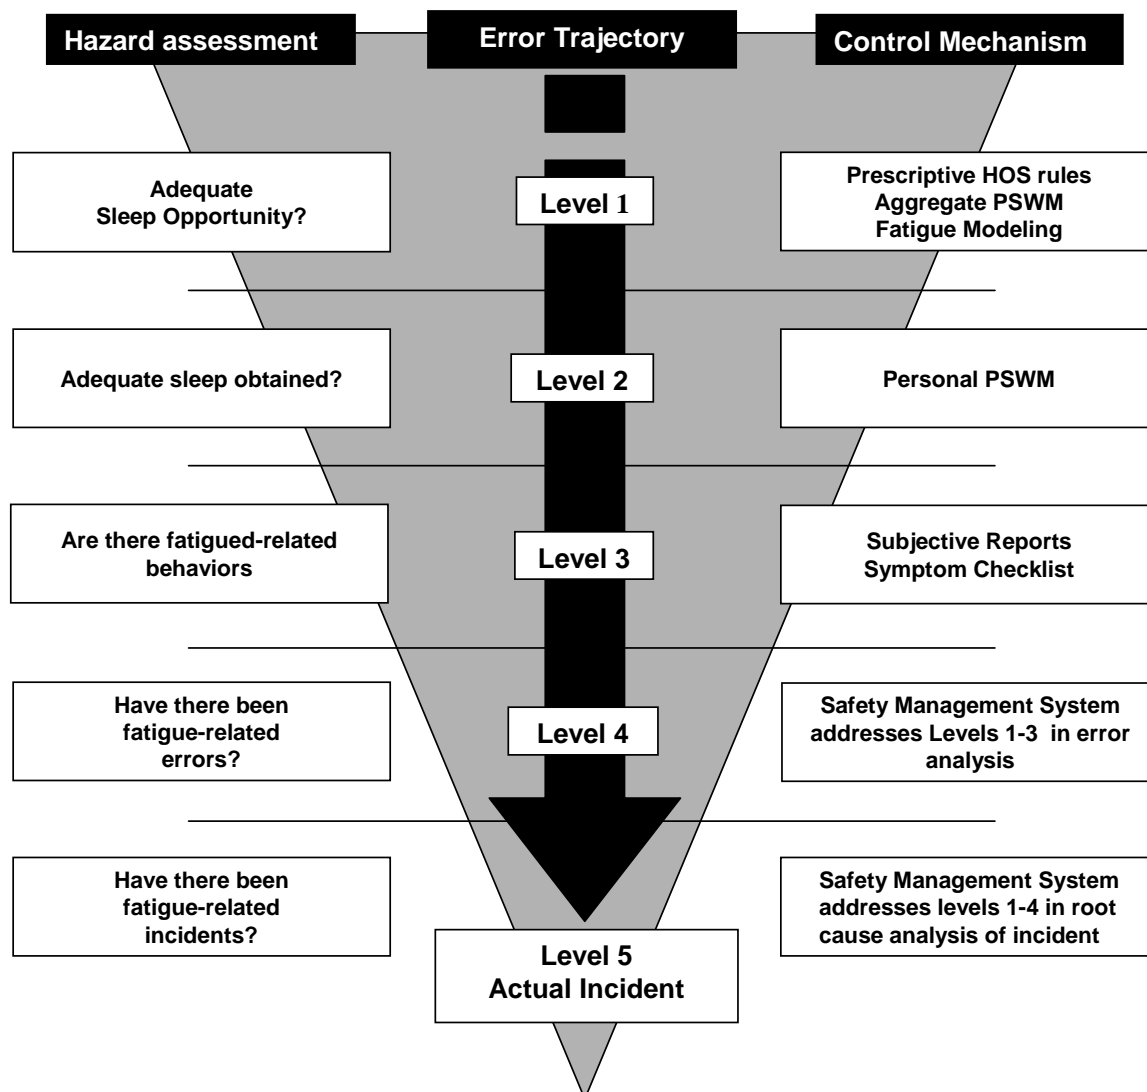 Hazard assessment
Error Trajectory
Control Mechanism
Adequate
Sleep Opportunity?
Level 1
Prescriptive HOS rules
Aggregate PSWM
Fatigue Modeling
Adequate sleep obtained?
Level 2
Personal PSWM
Are there fatigued-related
behaviors
Level 3
Subjective Reports
Symptom Checklist
Have there been
fatigue-related
errors?
Level 4
Safety Management System
addresses Levels 1-3 in error
analysis
Have there been
fatigue-related
incidents?
Level 5
Actual Incident
Safety Management System
addresses levels 1-4 in root
cause analysis of incident